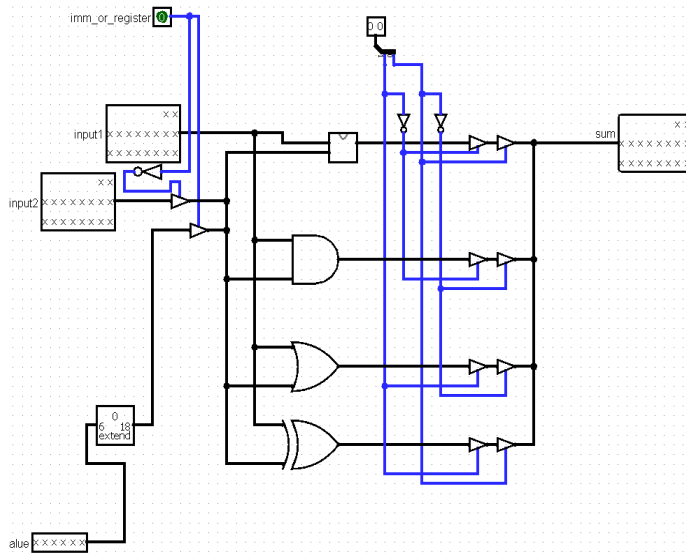 imm_or_register 0
0 0
input1
x x
x x x x x x x x
x x x x x x x x
sum
x x
x x x x x x x x
x x x x x x x x
input2
x x
x x x x x x x x
x x x x x x x x
0
6 18
extend
alue x x x x x x